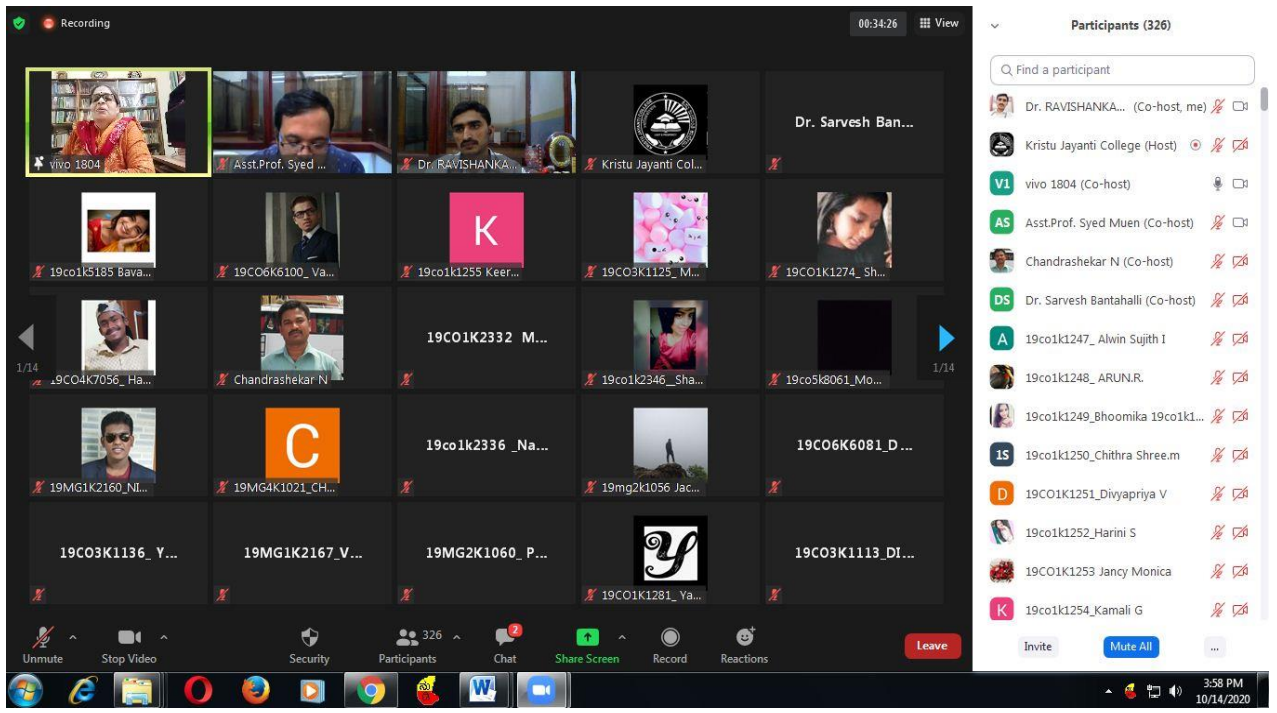 Recording
00:34:26
View
vivo 1804
Asst.Prof. Syed ...
Dr. RAVISHANKA...
Kristu Jayanti Col...
Dr. Sarvesh Ban...
19co1k5185 Bava...
19CO6K6100_ Va...
K
19co1k1255 Keer...
19CO3K1125_ M...
19CO1K1274_ Sh...
1/14
19CO4K7056_ Ha...
Chandrashekar N
19CO1K2332 M...
19co1k2346__Sha...
19co5k8061_Mo...
1/14
19MG1K2160_NI...
C
19MG4K1021_CH...
19co1k2336 _Na...
19mg2k1056 Jac...
19CO6K6081_D...
19CO3K1136_ Y...
19MG1K2167_V...
19MG2K1060_ P...
19CO1K1281_ Ya...
19CO3K1113_DI...
Unmute
Stop Video
Security
326
Participants
2
Chat
Share Screen
Record
Reactions
Leave
Participants (326)
Find a participant
Dr. RAVISHANKA... (Co-host, me)
Kristu Jayanti College (Host)
V1 vivo 1804 (Co-host)
AS Asst.Prof. Syed Muen (Co-host)
Chandrashekar N (Co-host)
DS Dr. Sarvesh Bantahalli (Co-host)
A 19co1k1247_ Alwin Sujith I
19co1k1248_ ARUN.R.
19co1k1249_Bhoomika 19co1k1...
1S 19co1k1250_Chithra Shree.m
D 19CO1K1251_Divyapriya V
19co1k1252_Harini S
19CO1K1253 Jancy Monica
K 19co1k1254_Kamali G
Invite
Mute All
...
3:58 PM
10/14/2020